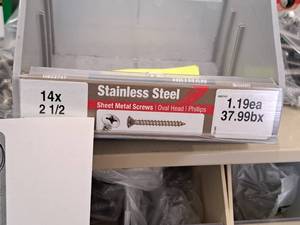 14x
2 1/2
Stainless Steel
Sheet Metal Screws | Oval Head | Phillips
1.19ea
37.99bx